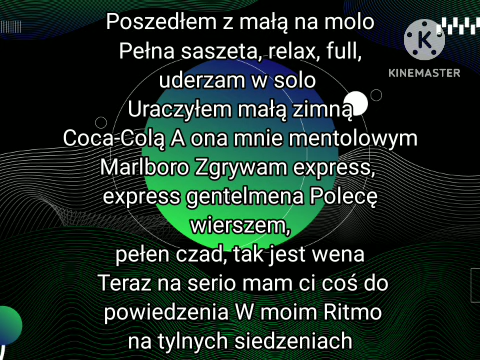 Poszedłem z małą na molo
Pełna saszeta, relax, full,
uderzam w solo
Uraczyłem małą zimną
Coca-Colą A ona mnie mentolowym
Marlboro Zgrywam express,
express gentelmena Polecę
wierszem,
pełen czad, tak jest wena
Teraz na serio mam ci coś do
powiedzenia W moim Ritmo
na tylnych siedzeniach
K
KINEMASTER